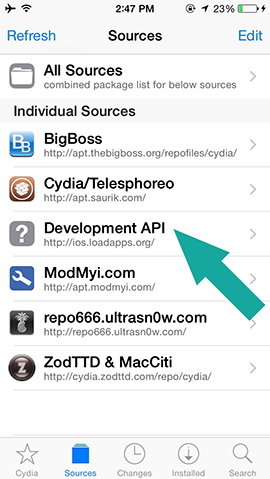 2:47 PM 23%
Refresh Sources Edit
All Sources
combined package list for below sources
Individual Sources
BB
BigBoss
http://apt.thebigboss.org/repofiles/cydia/
Cydia/Telesphoreo
http://apt.saurik.com/
?
Development API
http://ios.loadapps.org/
ModMyi.com
http://apt.modmyi.com/
repo666.ultrasn0w.com
http://repo666.ultrasn0w.com/
Z
ZodTTD & MacCiti
http://cydia.zodttd.com/repo/cydia/
Cydia Sources Changes Installed Search